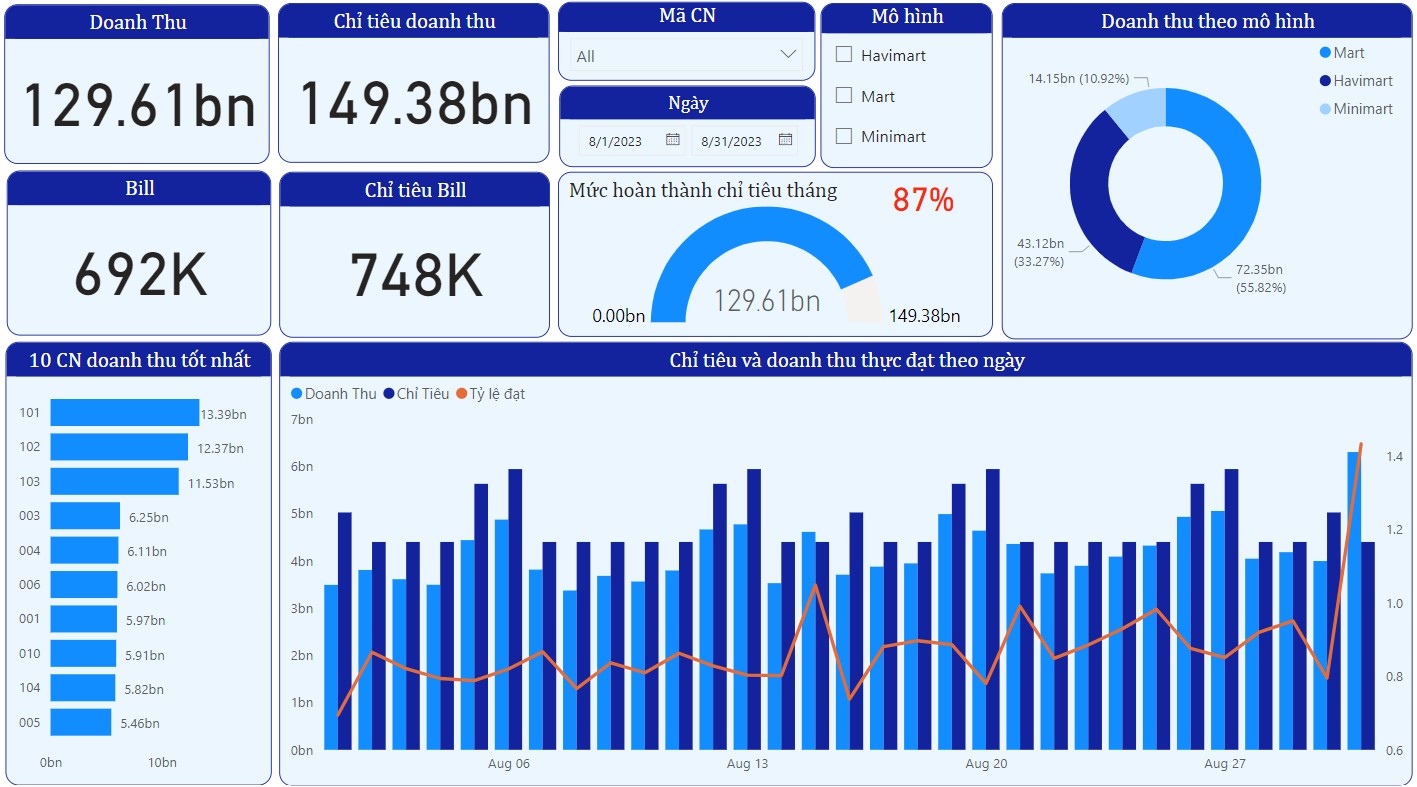 Doanh Thu
129.61bn
Chỉ tiêu doanh thu
149.38bn
Mã CN
All
Ngày
8/1/2023
8/31/2023
Mô hình
Havimart
Mart
Minimart
Doanh thu theo mô hình
Mart
Havimart
Minimart
14.15bn (10.92%)
43.12bn
(33.27%)
72.35bn
(55.82%)
Bill
692K
Chỉ tiêu Bill
748K
Mức hoàn thành chỉ tiêu tháng
87%
129.61bn
0.00bn
149.38bn
10 CN doanh thu tốt nhất
101 13.39bn
102 12.37bn
103 11.53bn
003 6.25bn
004 6.11bn
006 6.02bn
001 5.97bn
010 5.91bn
104 5.82bn
005 5.46bn
0bn 10bn
Chỉ tiêu và doanh thu thực đạt theo ngày
Doanh Thu Chỉ Tiêu Tỷ lệ đạt
7bn
6bn
5bn
4bn
3bn
2bn
1bn
0bn
1.4
1.2
1.0
0.8
0.6
Aug 06 Aug 13 Aug 20 Aug 27